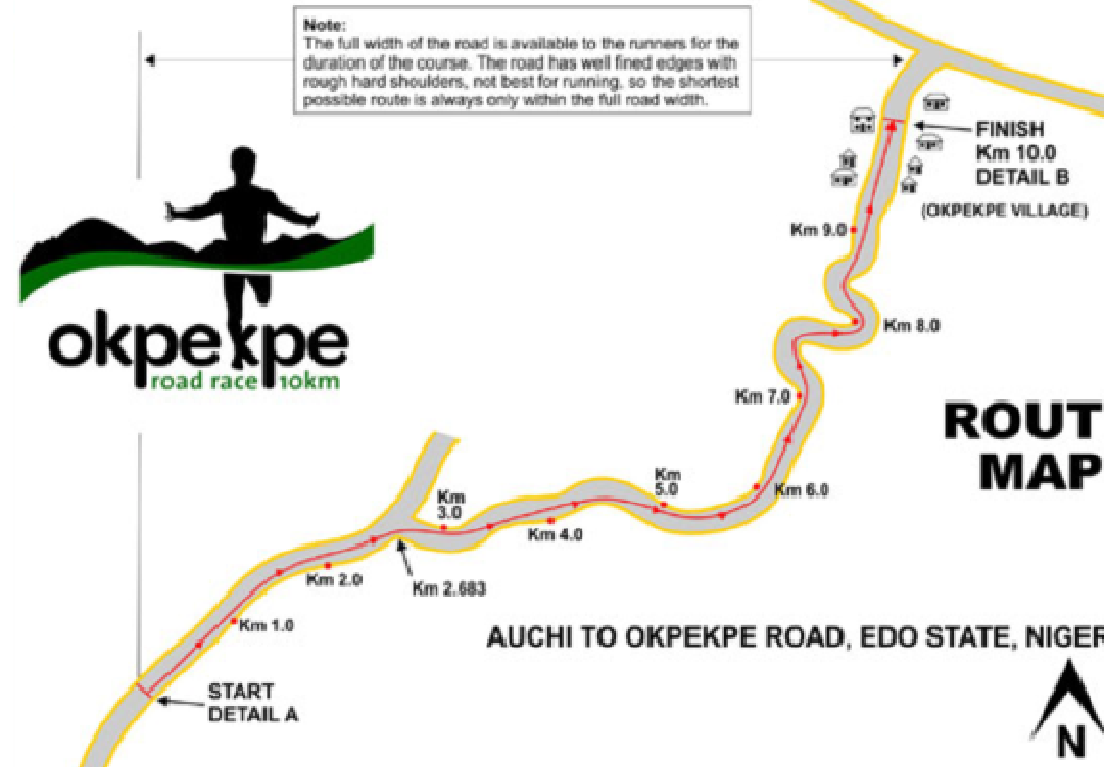 Note:
The full width of the road is available to the runners for the
duration of the course. The road has well fined edges with
rough hard shoulders, not best for running, so the shortest
possible route is always only within the full road width.
FINISH
Km 10.0
DETAIL B
(OKPEKPE VILLAGE)
Km 9.0
okpekpe
road race 10km
Km 8.0
Km 7.0
ROUT
MAP
Km
5.0
Km 6.0
Km
3.0
Km 4.0
Km 2.0
Km 2.683
Km 1.0
AUCHI TO OKPEKPE ROAD, EDO STATE, NIGER
START
DETAIL A
N